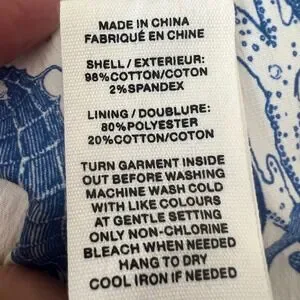 MADE IN CHINA
FABRIQUÉ EN CHINE
SHELL / EXTERIEUR:
98%COTTON/COTON
2%SPANDEX
LINING / DOUBLURE:
80%POLYESTER
20%COTTON/COTON
TURN GARMENT INSIDE
OUT BEFORE WASHING
MACHINE WASH COLD
WITH LIKE COLOURS
AT GENTLE SETTING
ONLY NON-CHLORINE
BLEACH WHEN NEEDED
HANG TO DRY
COOL IRON IF NEEDED